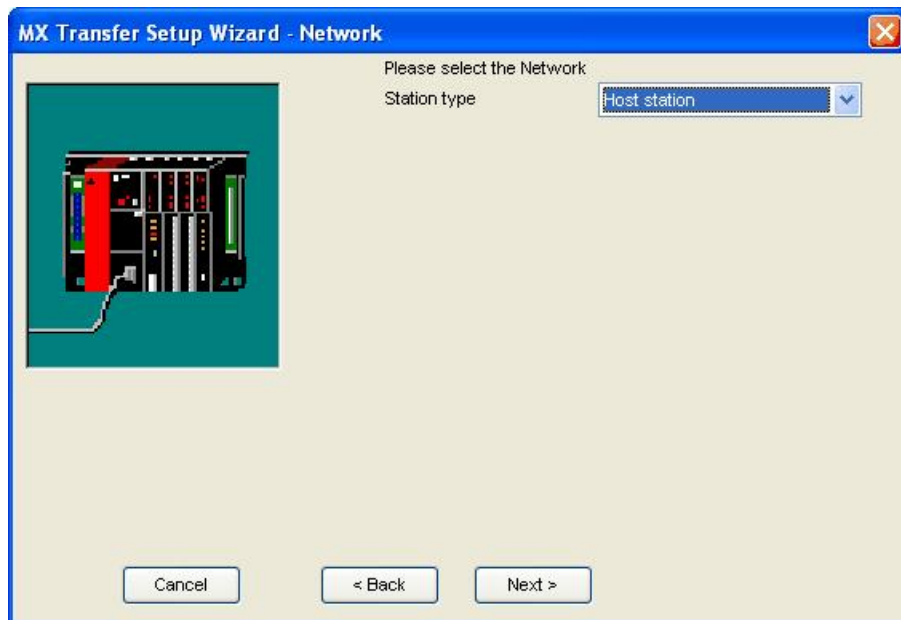 MX Transfer Setup Wizard - Network
Please select the Network
Station type Host station
Cancel < Back Next >